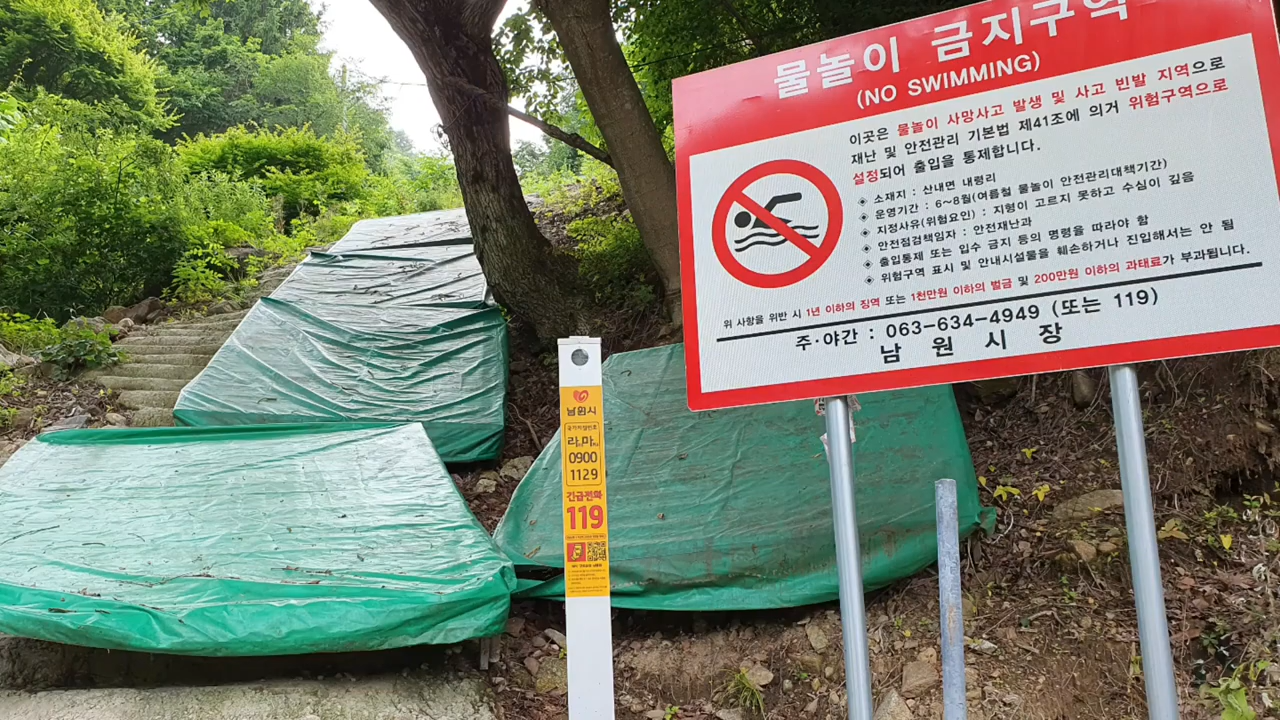 물놀이 금지구역
(NO SWIMMING)
이곳은 물놀이 사망사고 발생 및 사고 빈발 지역으로
재난 및 안전관리 기본법 제41조에 의거 위험구역으로
설정되어 출입을 통제합니다.
◈ 소재지 : 산내면 내령리
◈ 운영기간 : 6~8월(여름철 물놀이 안전관리대책기간)
◈ 지정사유(위험요인) : 지형이 고르지 못하고 수심이 깊음
◈ 안전점검책임자 : 안전재난과
◈ 출입통제 또는 입수 금지 등의 명령을 따라야 함
◈ 위험구역 표시 및 안내시설물을 훼손하거나 진입해서는 안 됨
위 사항을 위반 시 1년 이하의 징역 또는 1천만원 이하의 벌금 및 200만원 이하의 과태료가 부과됩니다.
주·야간 : 063-634-4949 (또는 119)
남 원 시 장
남원시
국가지점번호
라마
0900
1129
긴급전화
119